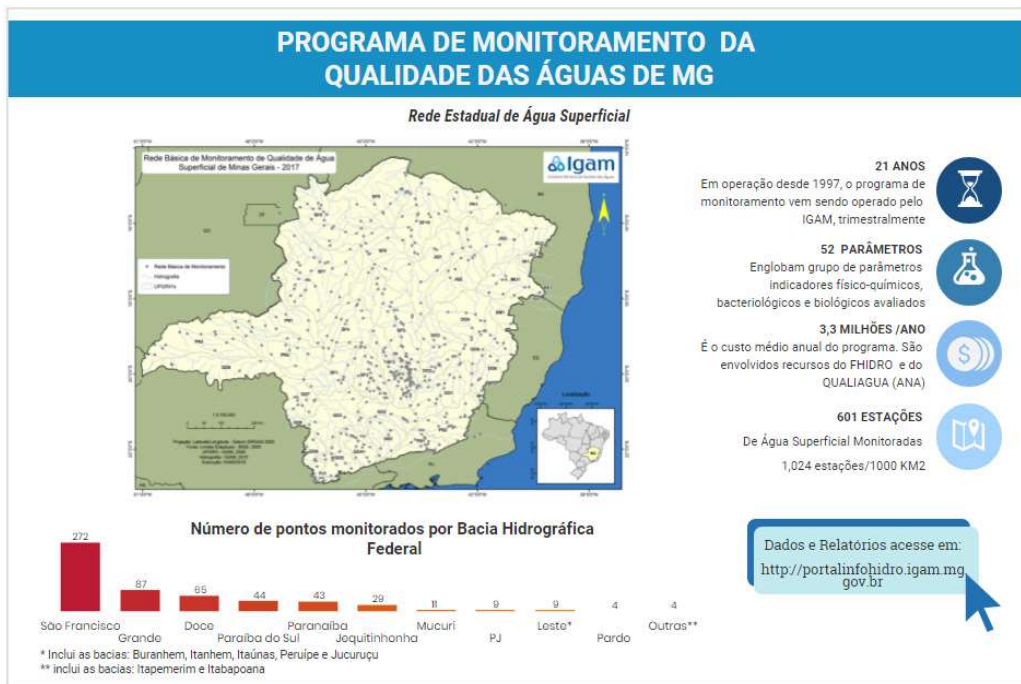 PROGRAMA DE MONITORAMENTO DA
QUALIDADE DAS ÁGUAS DE MG
Rede Estadual de Água Superficial
Rede Básica de Monitoramento de Qualidade de Água
Superficial de Minas Gerais - 2017
Igam
Rede Básica de Monitoramento
Hidrografia
UPGRHs
21 ANOS
Em operação desde 1997, o programa de
monitoramento vem sendo operado pelo
IGAM, trimestralmente
52 PARÂMETROS
Englobam grupo de parâmetros
indicadores físico-químicos,
bacteriológicos e biológicos avaliados
3,3 MILHÕES /ANO
É o custo médio anual do programa. São
envolvidos recursos do FHIDRO e do
QUALIAGUA (ANA)
601 ESTAÇÕES
De Água Superficial Monitoradas
1,024 estações/1000 KM2
Número de pontos monitorados por Bacia Hidrográfica
Federal
272
87
65
44
43
29
11
9
9
4
4
São Francisco
Grande
Doce
Paraíba do Sul
Paranaíba
Jequitinhonha
Mucuri
PJ
Leste*
Pardo
Outras**
* Inclui as bacias: Buranhem, Itanhem, Itaúnas, Peruípe e Jucuruçu
** inclui as bacias: Itapemerim e Itabapoana
Dados e Relatórios acesse em:
http://portalinfohidro.igam.mg.
gov.br